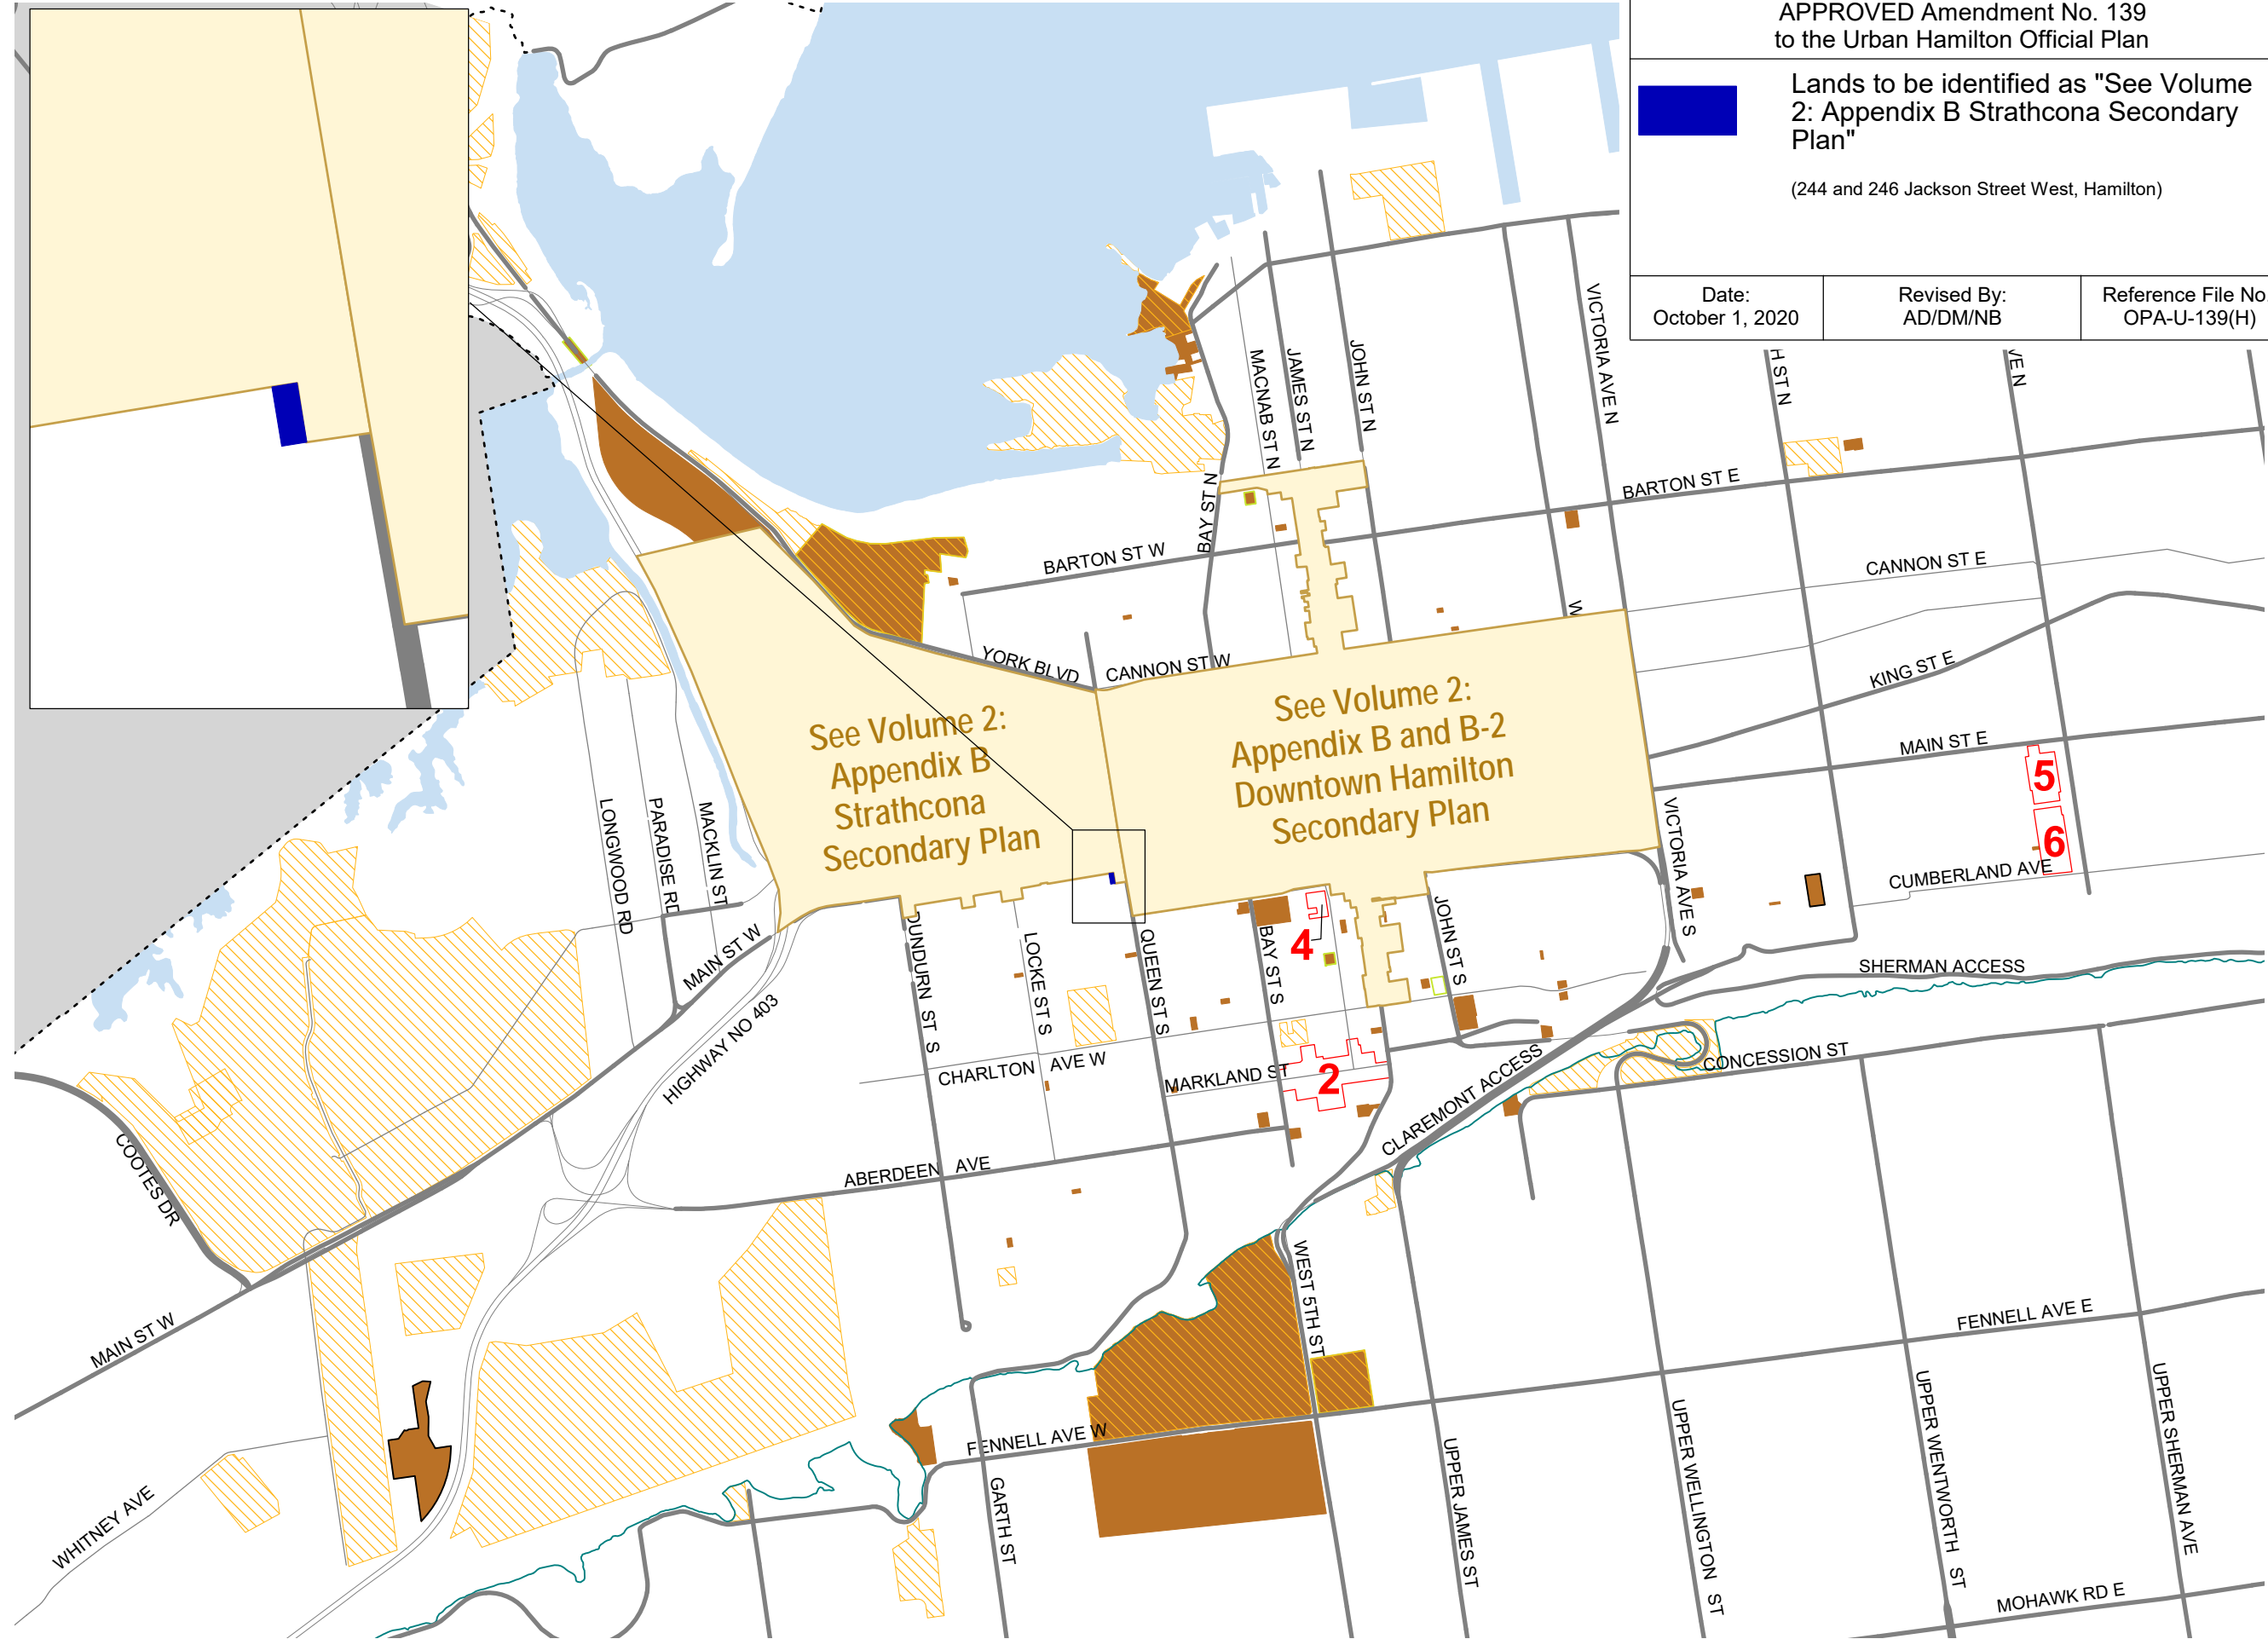 APPROVED Amendment No. 139
to the Urban Hamilton Official Plan
Lands to be identified as "See Volume
2: Appendix B Strathcona Secondary
Plan"
(244 and 246 Jackson Street West, Hamilton)
Date:
October 1, 2020
Revised By:
AD/DM/NB
Reference File No
OPA-U-139(H)
VICTORIA AVE N
JOHN ST N
JAMES ST N
MACNAB ST N
BAY ST N
H ST N
VE N
BARTON ST E
BARTON ST W
CANNON ST E
W
YORK BLVD
CANNON ST W
KING ST E
MAIN ST E
See Volume 2:
Appendix B
Strathcona
Secondary Plan
See Volume 2:
Appendix B and B-2
Downtown Hamilton
Secondary Plan
5
6
LONGWOOD RD
PARADISE RD
MACKLIN ST
VICTORIA AVE S
CUMBERLAND AVE
MAIN ST W
DUNDURN ST S
LOCKE ST S
QUEEN ST S
BAY ST S
4
JOHN ST S
SHERMAN ACCESS
HIGHWAY NO 403
CHARLTON AVE W
MARKLAND ST
2
CLAREMONT ACCESS
CONCESSION ST
COOTES DR
ABERDEEN AVE
WEST 5TH ST
MAIN ST W
FENNELL AVE E
FENNELL AVE W
GARTH ST
UPPER JAMES ST
UPPER WELLINGTON ST
UPPER WENTWORTH ST
UPPER SHERMAN AVE
WHITNEY AVE
MOHAWK RD E